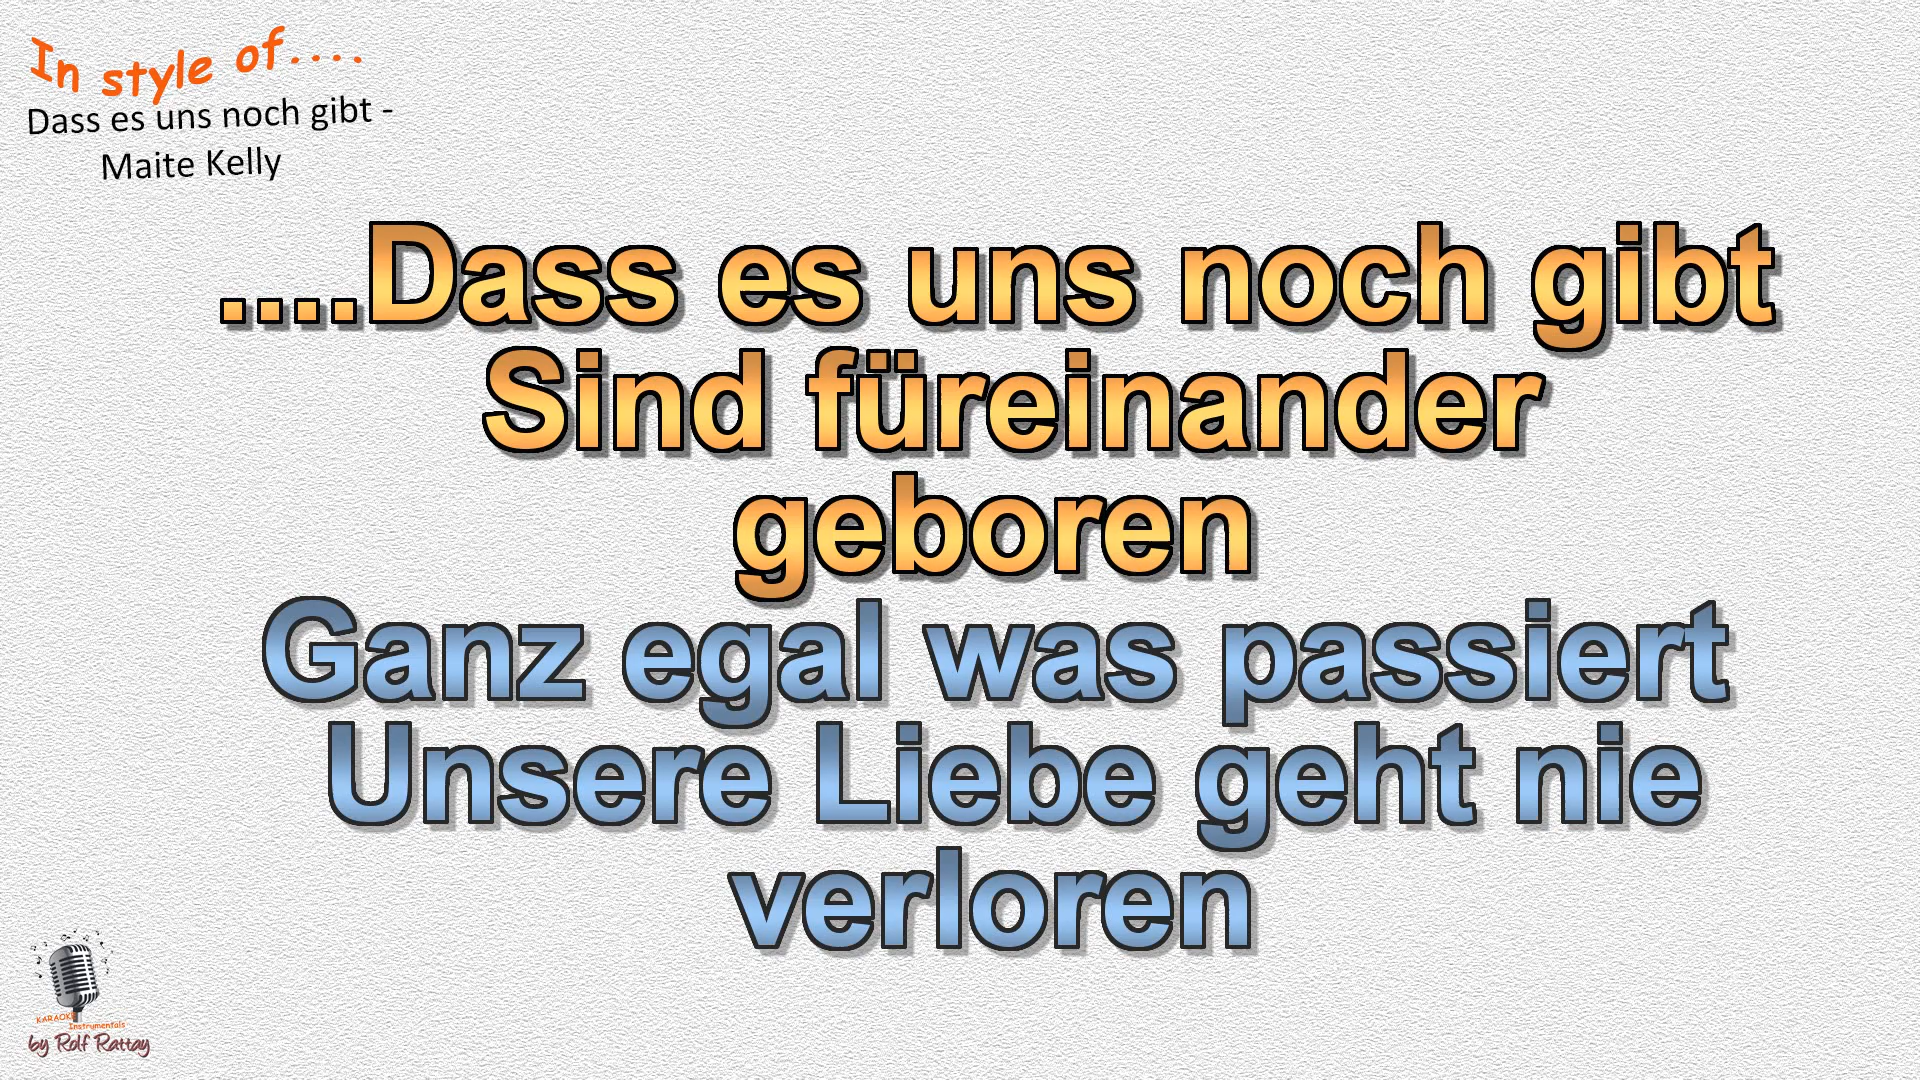 In style of....
Dass es uns noch gibt -
Maite Kelly
....Dass es uns noch gibt
Sind füreinander
geboren
Ganz egal was passiert
Unsere Liebe geht nie
verloren
KARAOKE
Instrumentals
by Rolf Rattay